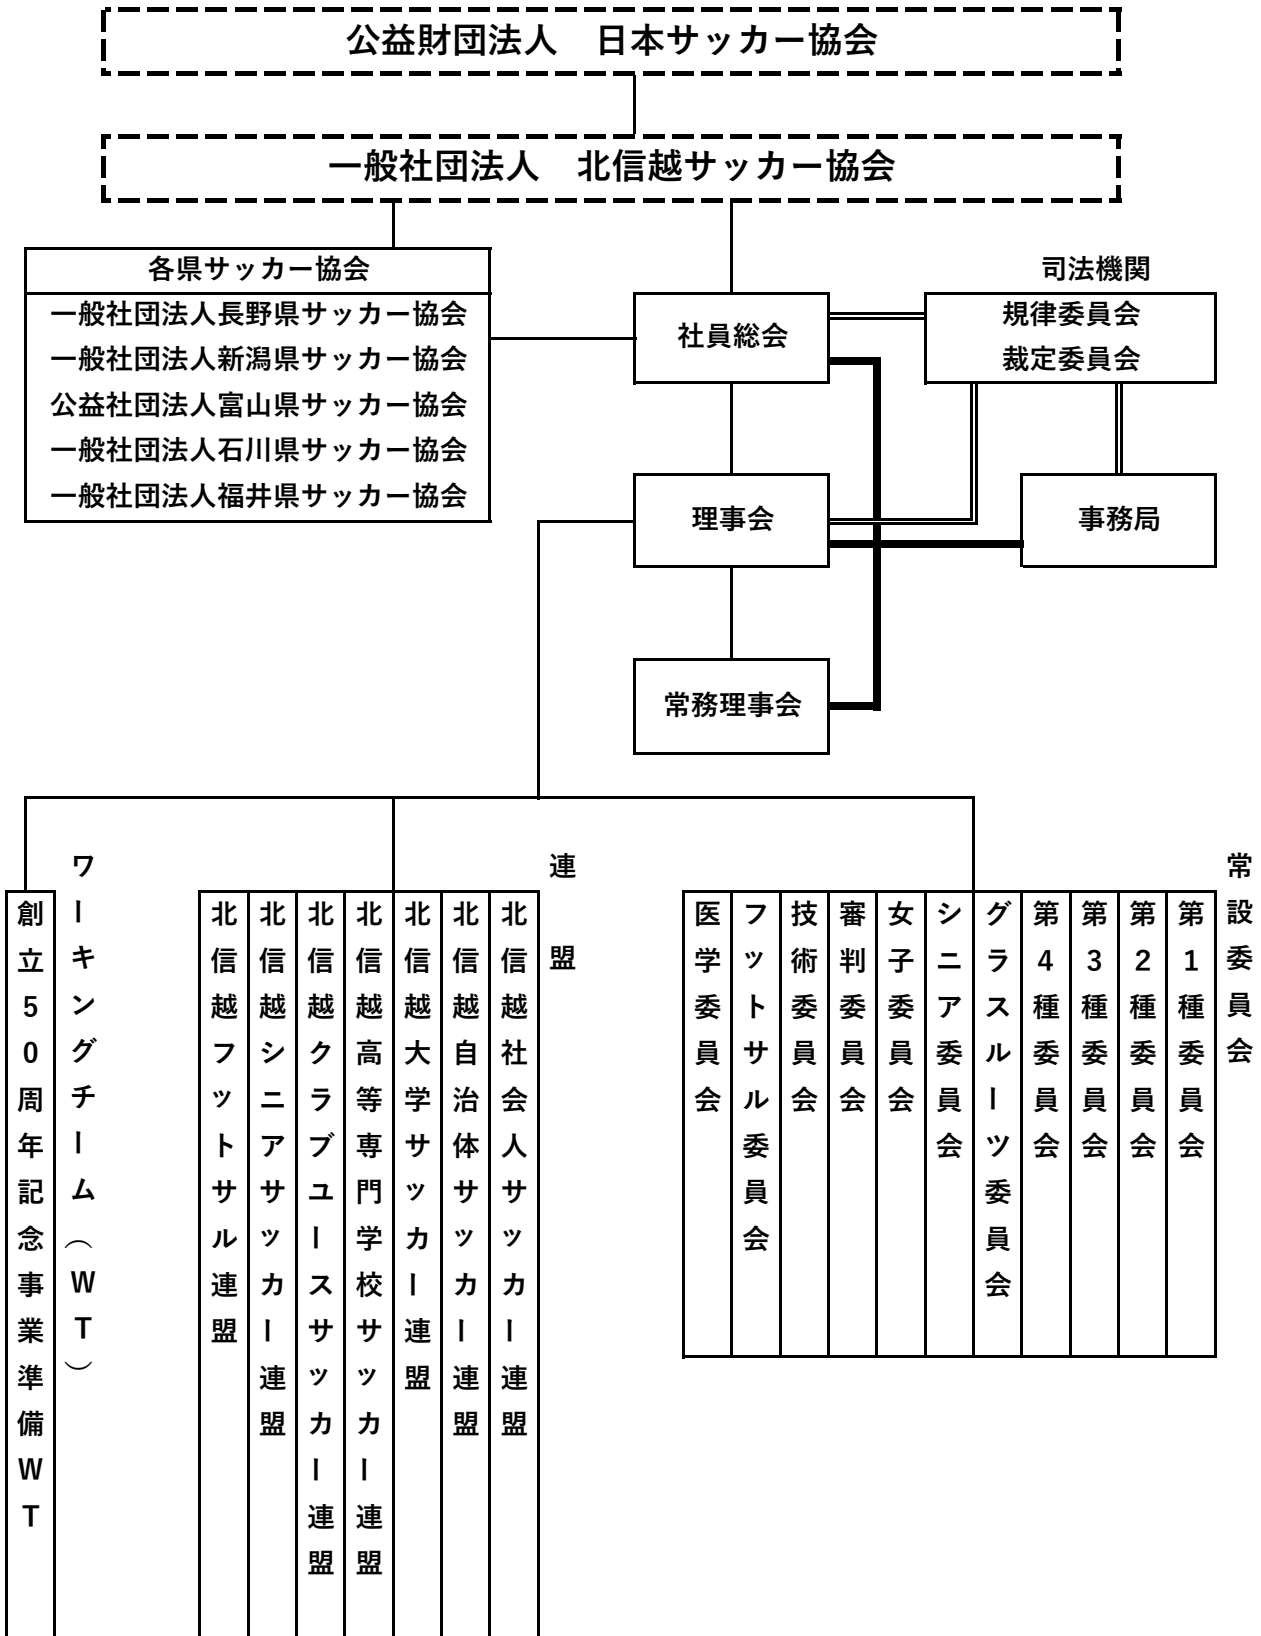 公益財団法人　日本サッカー協会
一般社団法人　北信越サッカー協会
各県サッカー協会
一般社団法人長野県サッカー協会
一般社団法人新潟県サッカー協会
公益社団法人富山県サッカー協会
一般社団法人石川県サッカー協会
一般社団法人福井県サッカー協会
社員総会
司法機関
規律委員会
裁定委員会
理事会
事務局
常務理事会
常設委員会
第1種委員会
第2種委員会
第3種委員会
第4種委員会
グラスルーツ委員会
シニア委員会
女子委員会
審判委員会
技術委員会
フットサル委員会
医学委員会
連盟
北信越社会人サッカー連盟
北信越自治体サッカー連盟
北信越大学サッカー連盟
北信越高等専門学校サッカー連盟
北信越クラブユースサッカー連盟
北信越シニアサッカー連盟
北信越フットサル連盟
ワーキングチーム（WT）
創立50周年記念事業準備WT